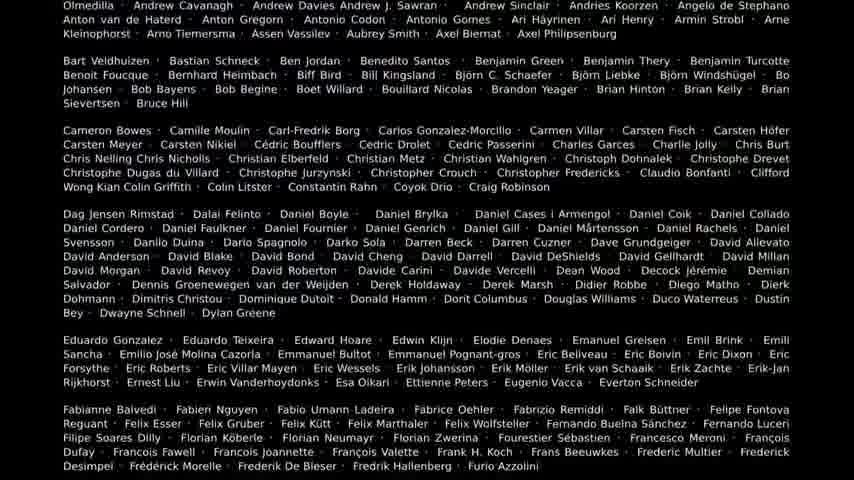 Olmedilla · Andrew Cavanagh · Andrew Davies Andrew J. Sawran · Andrew Sinclair · Andries Koorzen · Angelo de Stephano
Anton van de Haterd · Anton Gregorn · Antonio Codon · Antonio Gomes · Ari Häyrinen · Ari Henry · Armin Strobl · Arne
Kleinophorst · Arno Tiemersma · Assen Vassilev · Aubrey Smith · Axel Biernat · Axel Philipsenburg
Bart Veldhuizen · Bastian Schneck · Ben Jordan · Benedito Santos · Benjamin Green · Benjamin Thery · Benjamin Turcotte
Benoit Foucque · Bernhard Heimbach · Biff Bird · Bill Kingsland · Björn C. Schaefer · Björn Liebke · Björn Windshügel · Bo
Johansen · Bob Bayens · Bob Begine · Boet Willard · Bouillard Nicolas · Brandon Yeager · Brian Hinton · Brian Kelly · Brian
Sievertsen · Bruce Hill
Cameron Bowes · Camille Moulin · Carl-Fredrik Borg · Carlos Gonzalez-Morcillo · Carmen Villar · Carsten Fisch · Carsten Höfer
Carsten Meyer · Carsten Nikiel · Cédric Boufflers · Cedric Drolet · Cedric Passerini · Charles Garces · Charlie Jolly · Chris Burt
Chris Nelling Chris Nicholls · Christian Elberfeld · Christian Metz · Christian Wahlgren · Christoph Dohnalek · Christophe Drevet
Christophe Dugas du Villard · Christophe Jurzynski · Christopher Crouch · Christopher Fredericks · Claudio Bonfanti · Clifford
Wong Kian Colin Griffith · Colin Litster · Constantin Rahn · Coyok Drio · Craig Robinson
Dag Jensen Rimstad · Dalai Felinto · Daniel Boyle · Daniel Brylka · Daniel Cases i Armengol · Daniel Coik · Daniel Collado
Daniel Cordero · Daniel Faulkner · Daniel Fournier · Daniel Genrich · Daniel Gill · Daniel Mårtensson · Daniel Rachels · Daniel
Svensson · Danilo Duina · Dario Spagnolo · Darko Sola · Darren Beck · Darren Cuzner · Dave Grundgeiger · David Allevato
David Anderson · David Blake · David Bond · David Cheng · David Darrell · David DeShields · David Gellhardt · David Millan
David Morgan · David Revoy · David Roberton · Davide Carini · Davide Vercelli · Dean Wood · Decock Jérémie · Demian
Salvador · Dennis Groenewegen van der Weijden · Derek Holdaway · Derek Marsh · Didier Robbe · Diego Matho · Dierk
Dohmann · Dimitris Christou · Dominique Dutoit · Donald Hamm · Dorit Columbus · Douglas Williams · Duco Waterreus · Dustin
Bey · Dwayne Schnell · Dylan Greene
Eduardo Gonzalez · Eduardo Teixeira · Edward Hoare · Edwin Klijn · Elodie Denaes · Emanuel Greisen · Emil Brink · Emili
Sancha · Emilio José Molina Cazorla · Emmanuel Bultot · Emmanuel Pognant-gros · Eric Beliveau · Eric Boivin · Eric Dixon · Eric
Forsythe · Eric Roberts · Eric Villar Mayen · Eric Wessels · Erik Johansson · Erik Möller · Erik van Schaaik · Erik Zachte · Erik-Jan
Rijkhorst · Ernest Liu · Erwin Vanderhoydonks · Esa Oikari · Ettienne Peters · Eugenio Vacca · Everton Schneider
Fabianne Balvedi · Fabien Nguyen · Fabio Umann Ladeira · Fabrice Oehler · Fabrizio Remiddi · Falk Büttner · Felipe Fontova
Reguant · Felix Esser · Felix Gruber · Felix Kütt · Felix Marthaler · Felix Wolfsteller · Fernando Buelna Sánchez · Fernando Luceri
Filipe Soares Dilly · Florian Köberle · Florian Neumayr · Florian Zwerina · Fourestier Sébastien · Francesco Meroni · François
Dufay · Francois Fawell · Francois Joannette · François Valette · Frank H. Koch · Frans Beeuwkes · Frederic Multier · Frederick
Desimpel · Frédérick Morelle · Frederik De Bleser · Fredrik Hallenberg · Furio Azzolini